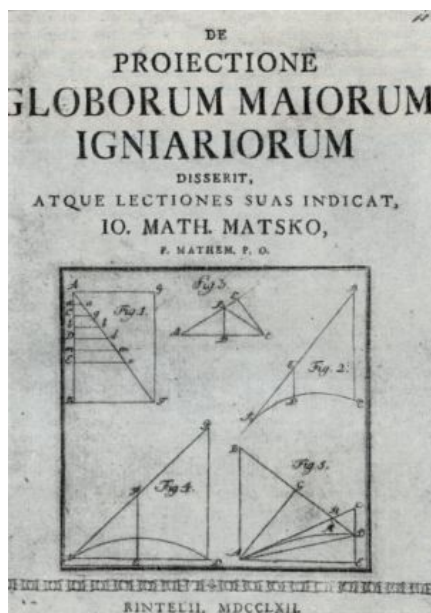 DE
PROIECTIONE
GLOBORUM MAIORUM
IGNIARIORUM
DISSERIT,
ATQUE LECTIONES SUAS INDICAT,
IO. MATH. MATSKO,
P. MATHEM. P. O.
Fig. 1.
Fig 3.
Fig. 2.
Fig 4.
Fig. 5.
RINTELII, MDCCLXII.